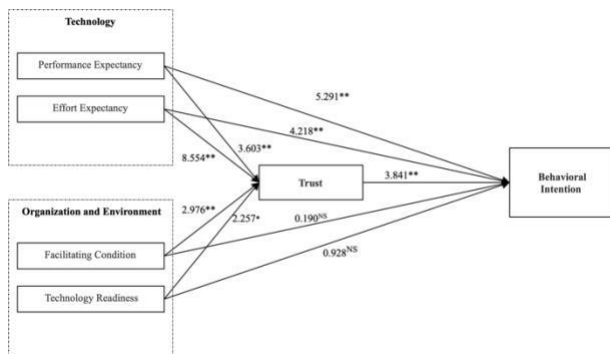 Technology
Performance Expectancy
Effort Expectancy
5.291**
4.218**
3.603**
8.554**
Trust
3.841**
Behavioral
Intention
Organization and Environment
2.976**
2.257*
0.190NS
0.928NS
Facilitating Condition
Technology Readiness